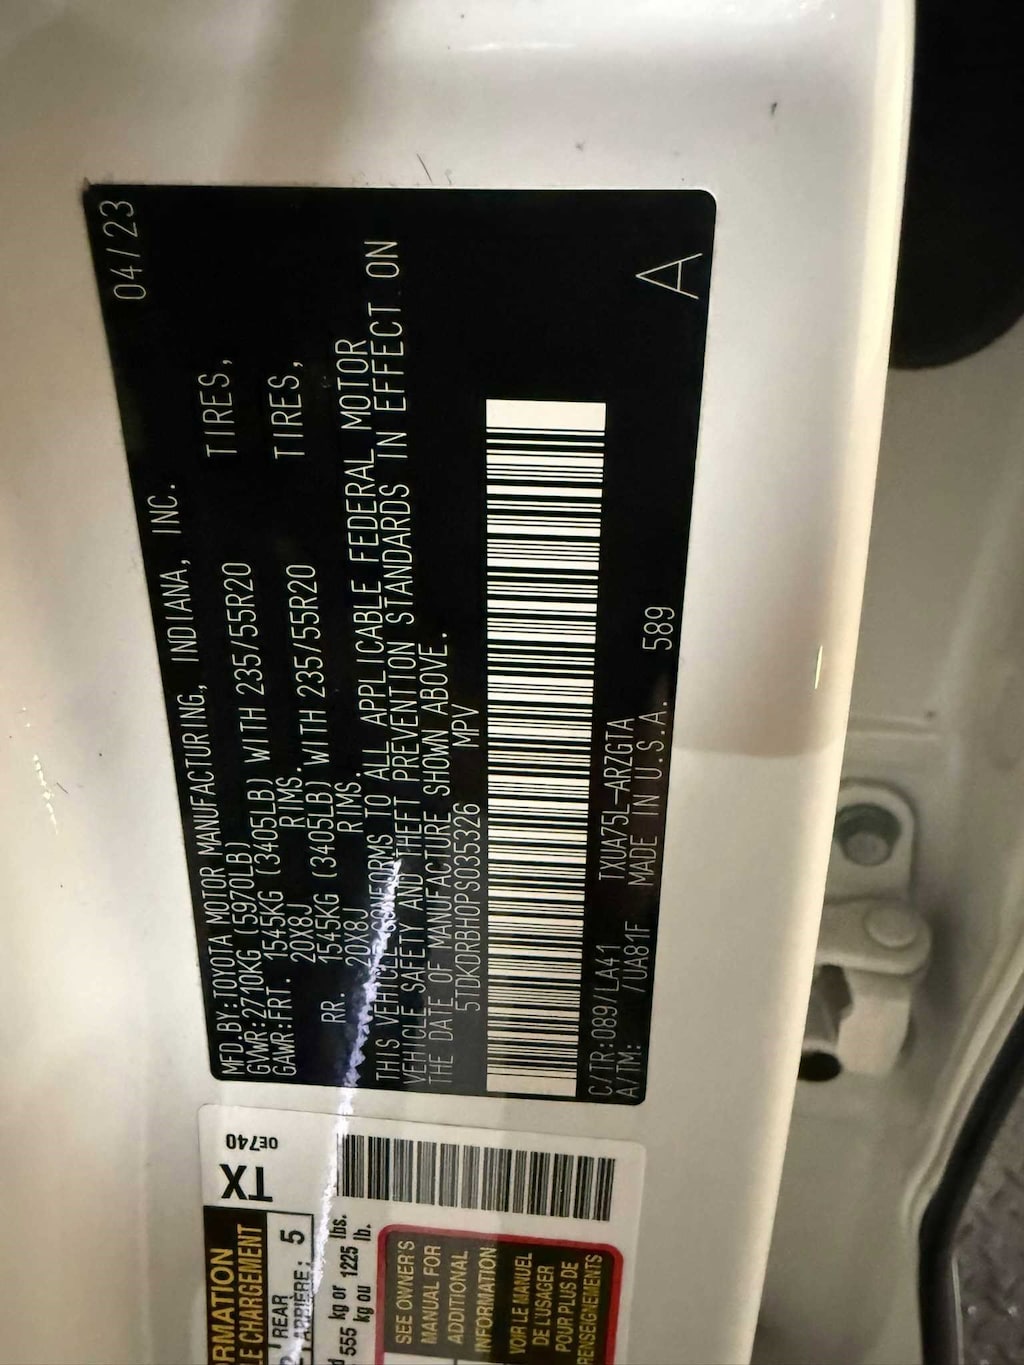 MFD BY:TOYOTA MOTOR MANUFACTURING, INDIANA, INC. 04/23
GVWR:2710KG (5970LB)
GAWR:FRT. 1545KG (3405LB) WITH 235/55R20 TIRES,
20X8J RIMS.
RR. 1545KG (3405LB) WITH 235/55R20 TIRES,
20X8J RIMS.
THIS VEHICLE CONFORMS TO ALL APPLICABLE FEDERAL MOTOR
VEHICLE SAFETY AND THEFT PREVENTION STANDARDS IN EFFECT ON
THE DATE OF MANUFACTURE SHOWN ABOVE.
5TDKDRBH0PS035326 MPV
C/TR:089/LA41 TXUA75L-ARZGTA
A/TM: /UA81F MADE IN U.S.A. 589 A
TX
0E740
RMATION
LE CHARGEMENT
REAR
ARRIÈRE: 5
555 kg or 1225 lbs.
kg ou lb.
SEE OWNER'S
MANUAL FOR
ADDITIONAL
INFORMATION
VOIR LE MANUEL
DE L'USAGER
POUR PLUS DE
RENSEIGNEMENTS